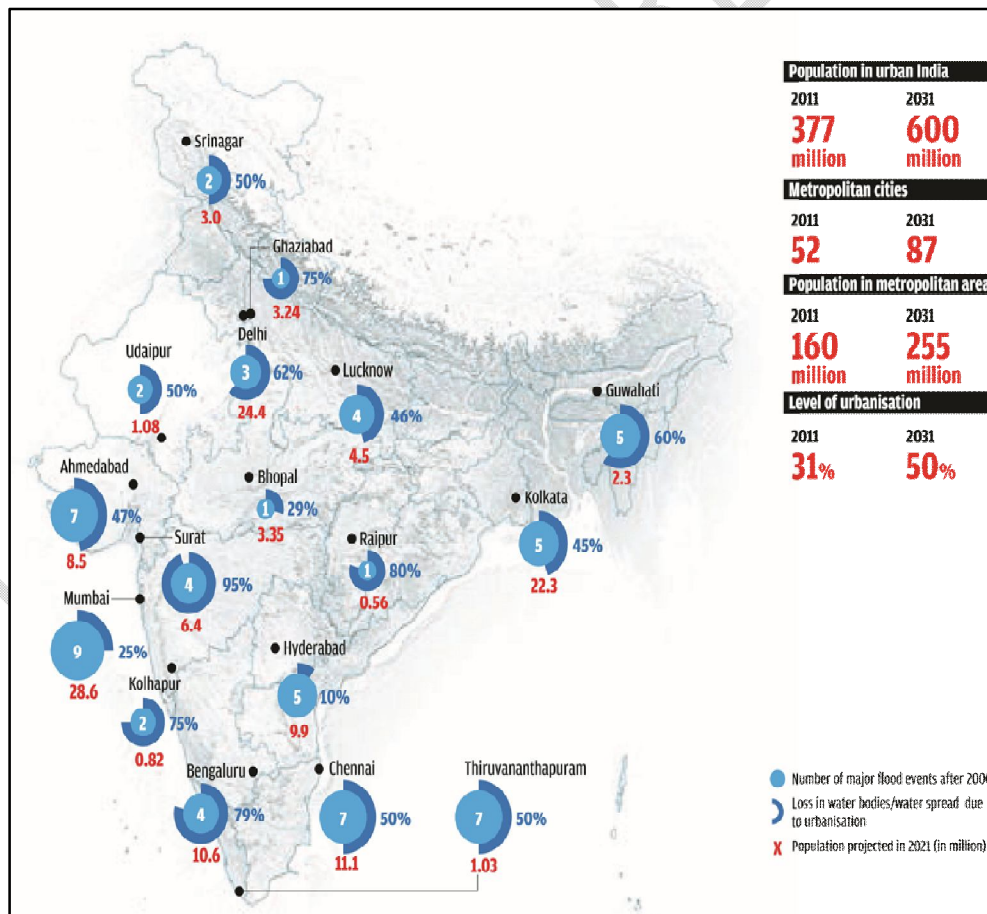 Srinagar
2 50%
3.0
Ghaziabad
1 75%
3.24
Delhi
3 62%
24.4
Udaipur
2 50%
1.08
Lucknow
4 46%
4.5
Guwahati
5 60%
2.3
Ahmedabad
7 47%
8.5
Bhopal
1 29%
3.35
Kolkata
5 45%
22.3
Surat
4 95%
6.4
Raipur
1 80%
0.56
Mumbai
9 25%
28.6
Hyderabad
5 10%
9.9
Kolhapur
2 75%
0.82
Bengaluru
4 79%
10.6
Chennai
7 50%
11.1
Thiruvananthapuram
7 50%
1.03
Population in urban India
2011 2031
377 600
million million
Metropolitan cities
2011 2031
52 87
Population in metropolitan area
2011 2031
160 255
million million
Level of urbanisation
2011 2031
31% 50%
Number of major flood events after 200
Loss in water bodies/water spread due
to urbanisation
X Population projected in 2021 (in million)